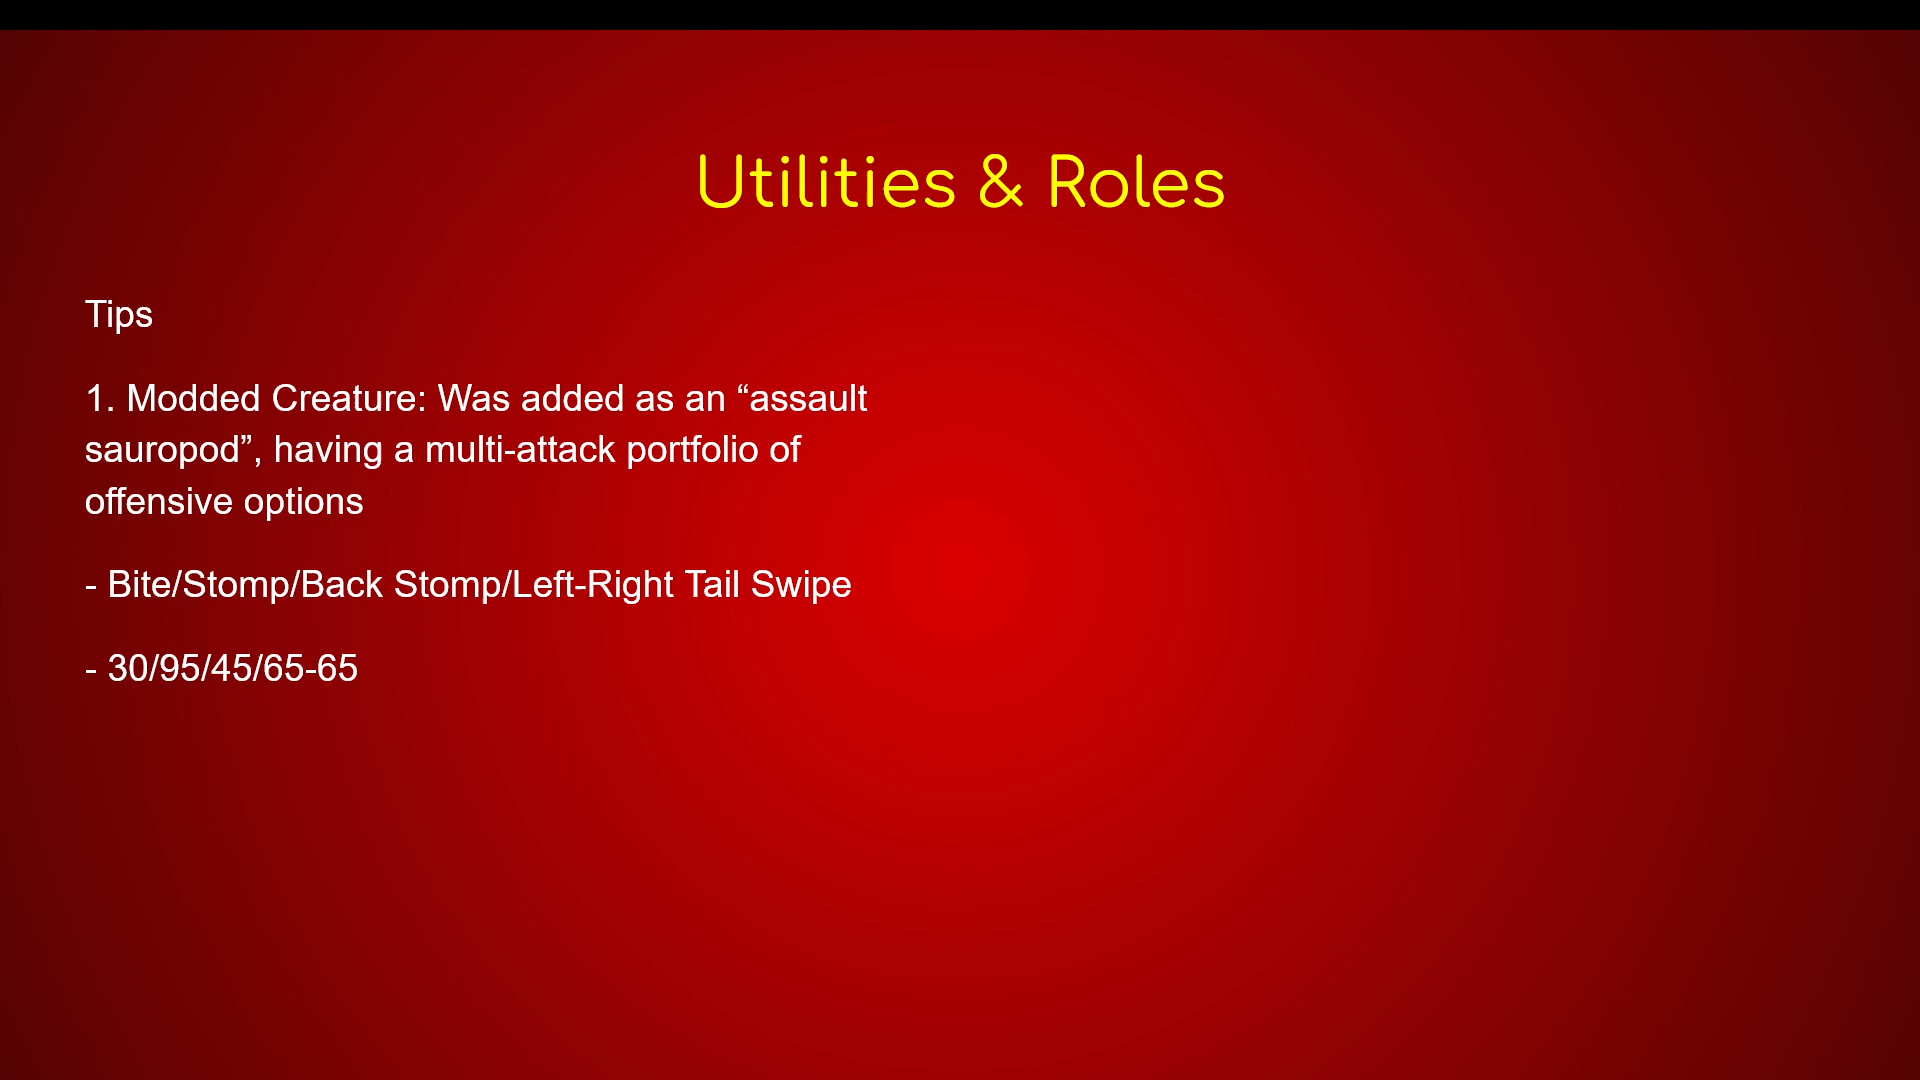 Utilities & Roles
Tips
1. Modded Creature: Was added as an “assault
sauropod”, having a multi-attack portfolio of
offensive options
- Bite/Stomp/Back Stomp/Left-Right Tail Swipe
- 30/95/45/65-65